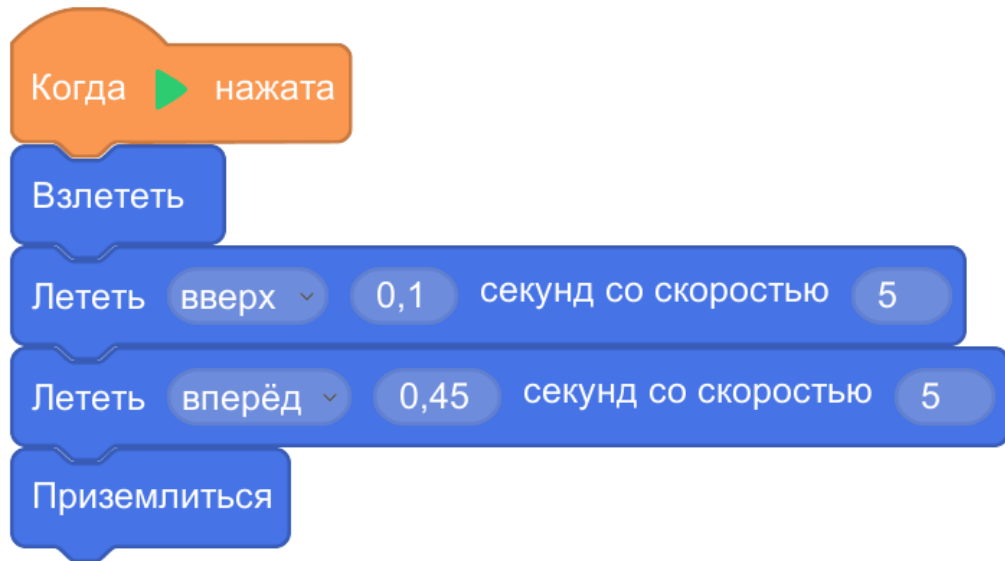 Когда нажата
Взлететь
Лететь вверх 0,1 секунд со скоростью 5
Лететь вперёд 0,45 секунд со скоростью 5
Приземлиться